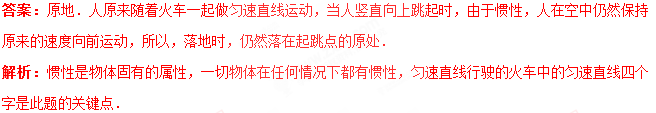 答案：原地．人原来随着火车一起做匀速直线运动，当人竖直向上跳起时，由于惯性，人在空中仍然保持
原来的速度向前运动，所以，落地时，仍然落在起跳点的原处．
解析：惯性是物体固有的属性，一切物体在任何情况下都有惯性，匀速直线行驶的火车中的匀速直线四个
字是此题的关键点．